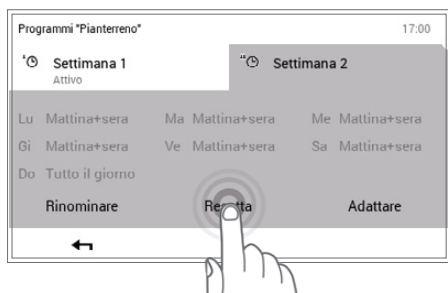 Programmi "Pianterreno" 17:00
Settimana 1 Settimana 2
Attivo
Lu Mattina+sera Ma Mattina+sera Me Mattina+sera
Gi Mattina+sera Ve Mattina+sera Sa Mattina+sera
Do Tutto il giorno
Rinominare Resetta Adattare